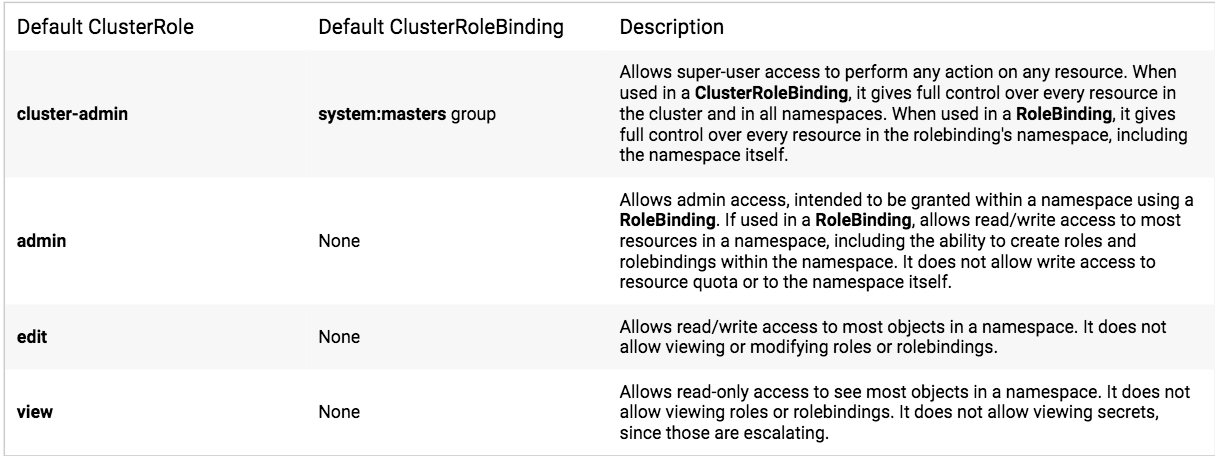 Default ClusterRole Default ClusterRoleBinding Description
cluster-admin system:masters group
Allows super-user access to perform any action on any resource. When
used in a ClusterRoleBinding, it gives full control over every resource in
the cluster and in all namespaces. When used in a RoleBinding, it gives
full control over every resource in the rolebinding's namespace, including
the namespace itself.
admin None
Allows admin access, intended to be granted within a namespace using a
RoleBinding. If used in a RoleBinding, allows read/write access to most
resources in a namespace, including the ability to create roles and
rolebindings within the namespace. It does not allow write access to
resource quota or to the namespace itself.
edit None
Allows read/write access to most objects in a namespace. It does not
allow viewing or modifying roles or rolebindings.
view None
Allows read-only access to see most objects in a namespace. It does not
allow viewing roles or rolebindings. It does not allow viewing secrets,
since those are escalating.